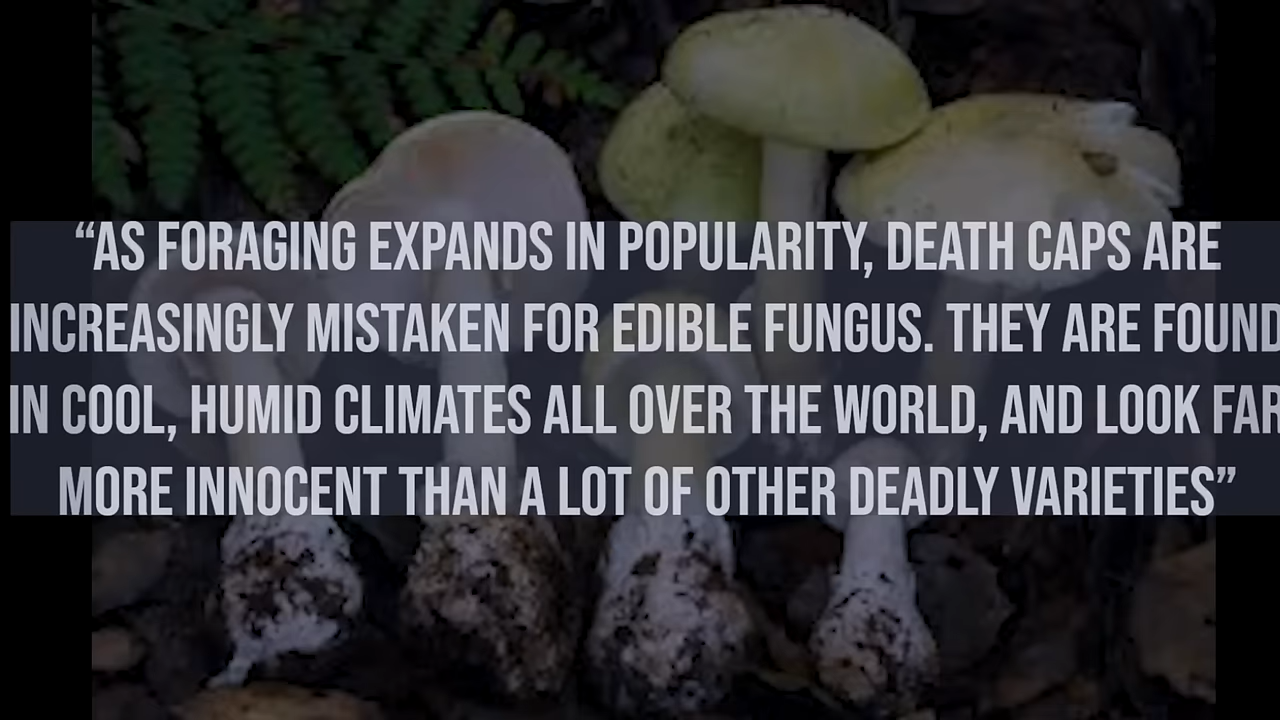 “AS FORAGING EXPANDS IN POPULARITY, DEATH CAPS ARE
INCREASINGLY MISTAKEN FOR EDIBLE FUNGUS. THEY ARE FOUND
IN COOL, HUMID CLIMATES ALL OVER THE WORLD, AND LOOK FAR
MORE INNOCENT THAN A LOT OF OTHER DEADLY VARIETIES”